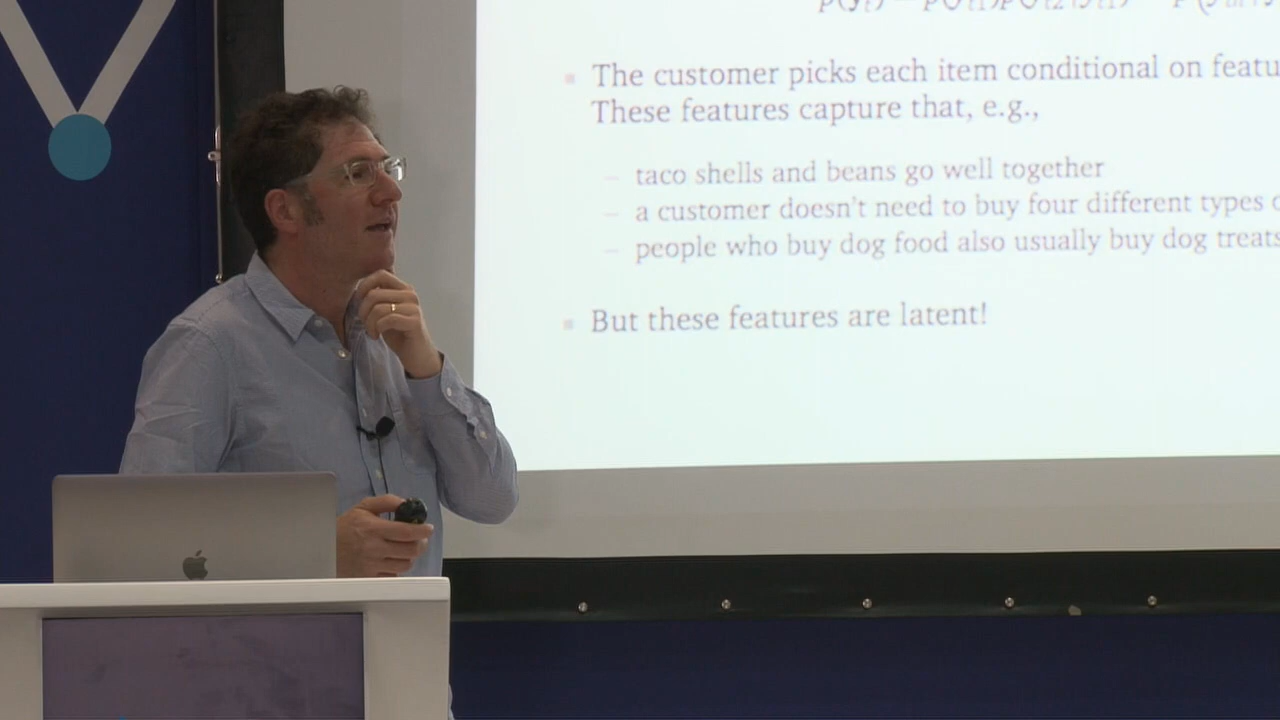 The customer picks each item conditional on featu
These features capture that, e.g.,
– taco shells and beans go well together
– a customer doesn't need to buy four different types
– people who buy dog food also usually buy dog treats
But these features are latent!